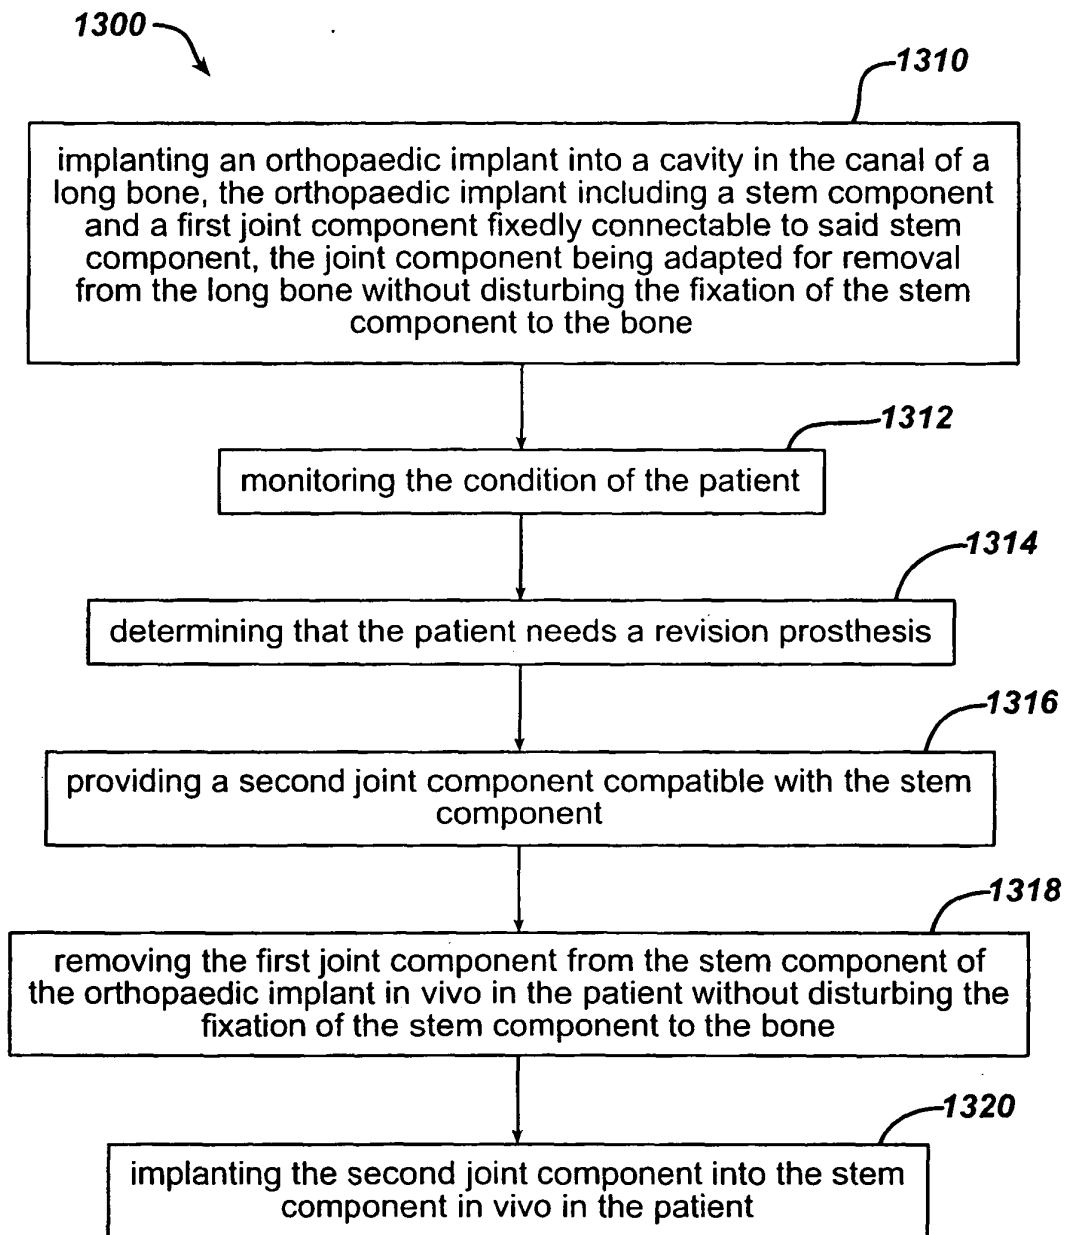 1300
1310
implanting an orthopaedic implant into a cavity in the canal of a
long bone, the orthopaedic implant including a stem component
and a first joint component fixedly connectable to said stem
component, the joint component being adapted for removal
from the long bone without disturbing the fixation of the stem
component to the bone
1312
monitoring the condition of the patient
1314
determining that the patient needs a revision prosthesis
1316
providing a second joint component compatible with the stem
component
1318
removing the first joint component from the stem component of
the orthopaedic implant in vivo in the patient without disturbing the
fixation of the stem component to the bone
1320
implanting the second joint component into the stem
component in vivo in the patient